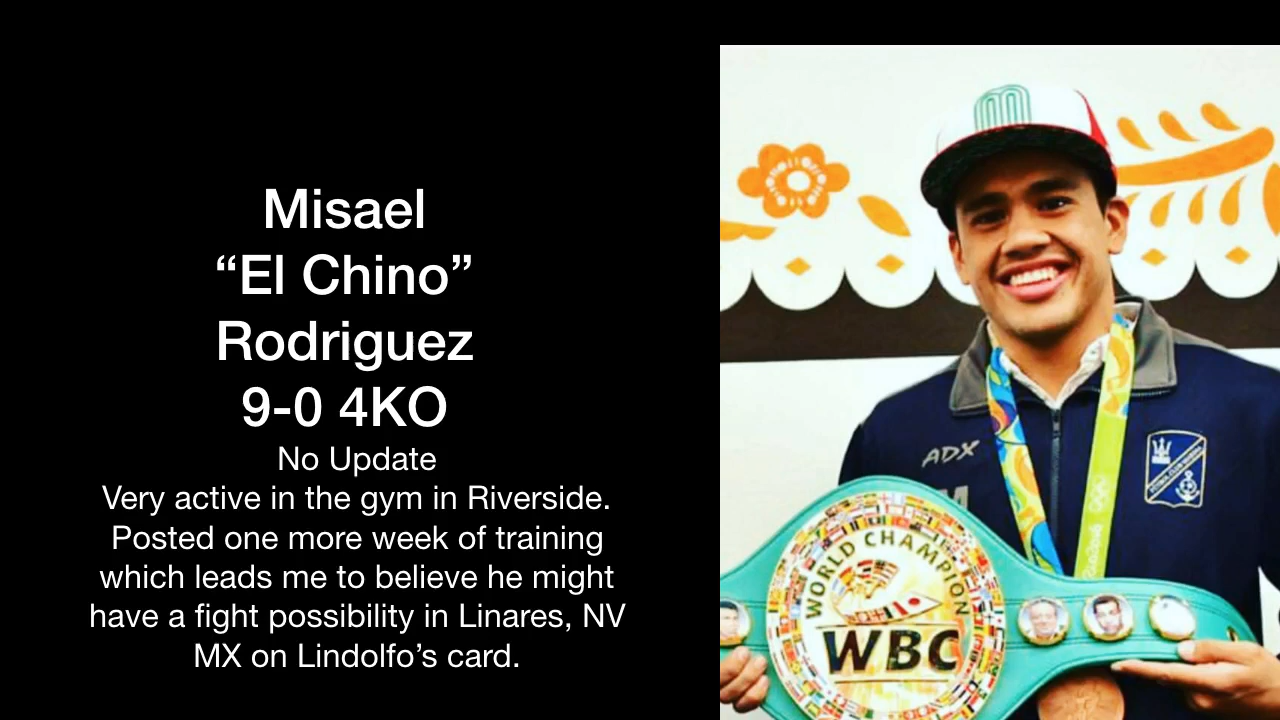 Misael
“El Chino”
Rodriguez
9-0 4KO
No Update
Very active in the gym in Riverside.
Posted one more week of training
which leads me to believe he might
have a fight possibility in Linares, NV
MX on Lindolfo’s card.
ADX
WORLD CHAMPION
WBC